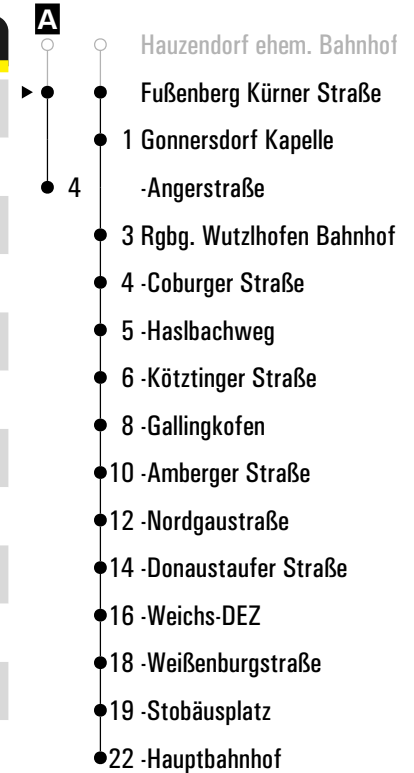 A
Hauzendorf ehem. Bahnhof
Fußenberg Kürner Straße
1 Gonnersdorf Kapelle
4 -Angerstraße
3 Rgbg. Wutzlhofen Bahnhof
4 -Coburger Straße
5 -Haslbachweg
6 -Kötztinger Straße
8 -Gallingkofen
10 -Amberger Straße
12 -Nordgaustraße
14 -Donaustaufer Straße
16 -Weichs-DEZ
18 -Weißenburgstraße
19 -Stobäusplatz
22 -Hauptbahnhof